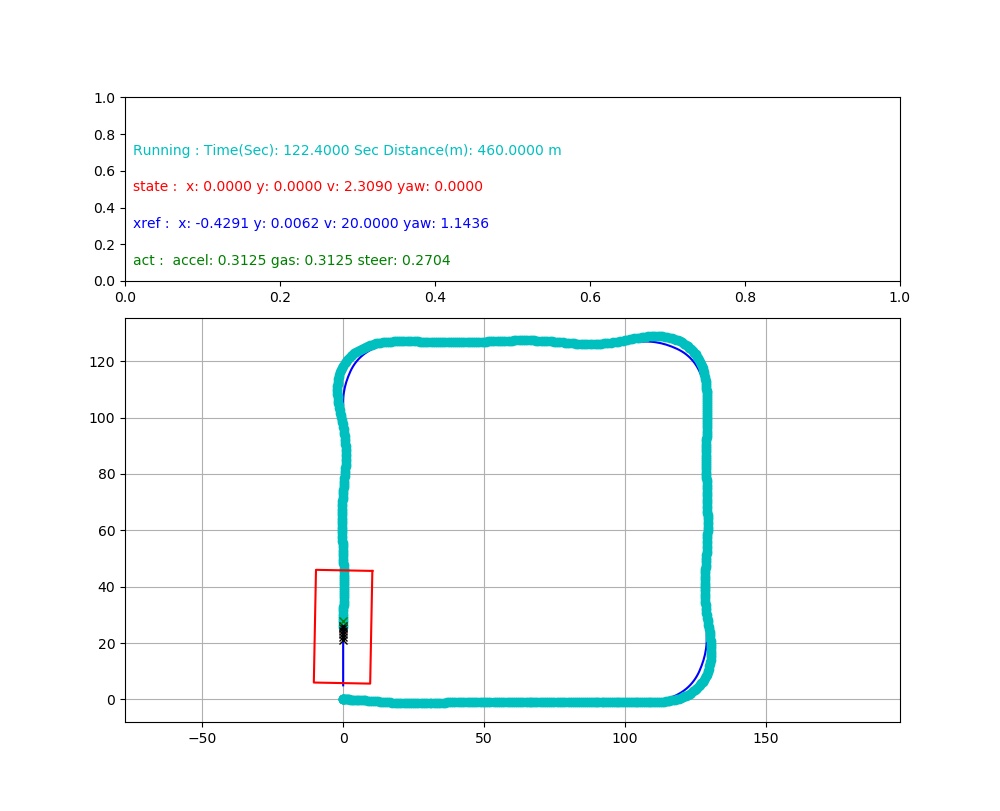 1.0
0.8
Running : Time(Sec): 122.4000 Sec Distance(m): 460.0000 m
0.6
state :  x: 0.0000 y: 0.0000 v: 2.3090 yaw: 0.0000
0.4
xref :  x: -0.4291 y: 0.0062 v: 20.0000 yaw: 1.1436
0.2
act :  accel: 0.3125 gas: 0.3125 steer: 0.2704
0.0
0.0 0.2 0.4 0.6 0.8 1.0
120
100
80
60
40
20
0
−50 0 50 100 150